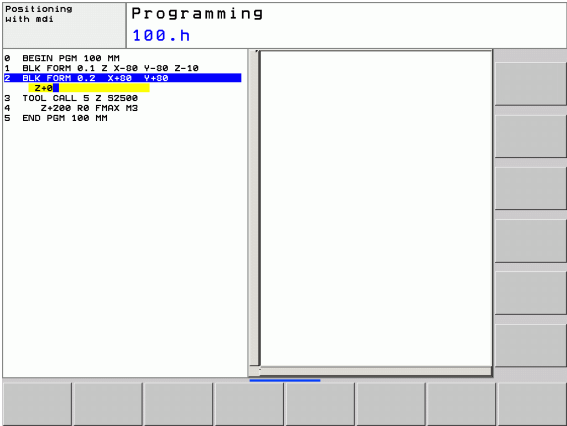 Positioning
with mdi
Programming
100.h
0 BEGIN PGM 100 MM
1 BLK FORM 0.1 Z X-80 Y-80 Z-10
2 BLK FORM 0.2 X+80 Y+80
Z+0
3 TOOL CALL 5 Z S2500
4 Z+200 R0 FMAX M3
5 END PGM 100 MM